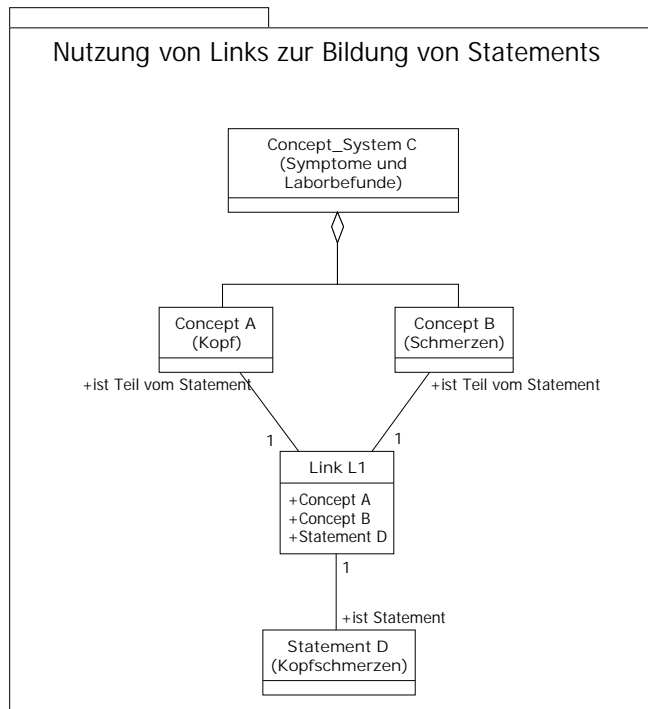 Nutzung von Links zur Bildung von Statements
Concept_System C
(Symptome und
Laborbefunde)
Concept A
(Kopf)
Concept B
(Schmerzen)
+ist Teil vom Statement
+ist Teil vom Statement
1
1
Link L1
+Concept A
+Concept B
+Statement D
1
+ist Statement
Statement D
(Kopfschmerzen)